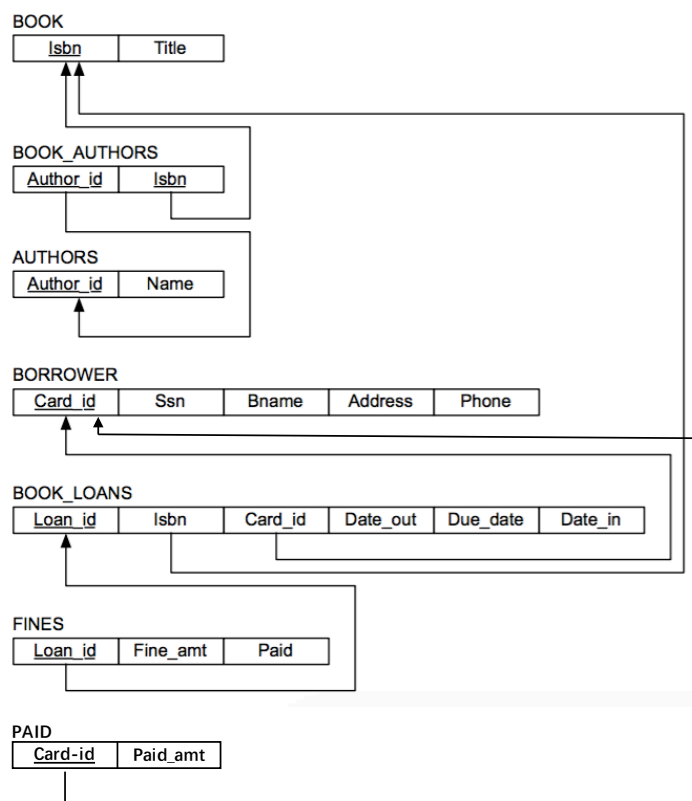 BOOK
Isbn Title
BOOK_AUTHORS
Author_id Isbn
AUTHORS
Author_id Name
BORROWER
Card_id Ssn Bname Address Phone
BOOK_LOANS
Loan_id Isbn Card_id Date_out Due_date Date_in
FINES
Loan_id Fine_amt Paid
PAID
Card-id Paid_amt